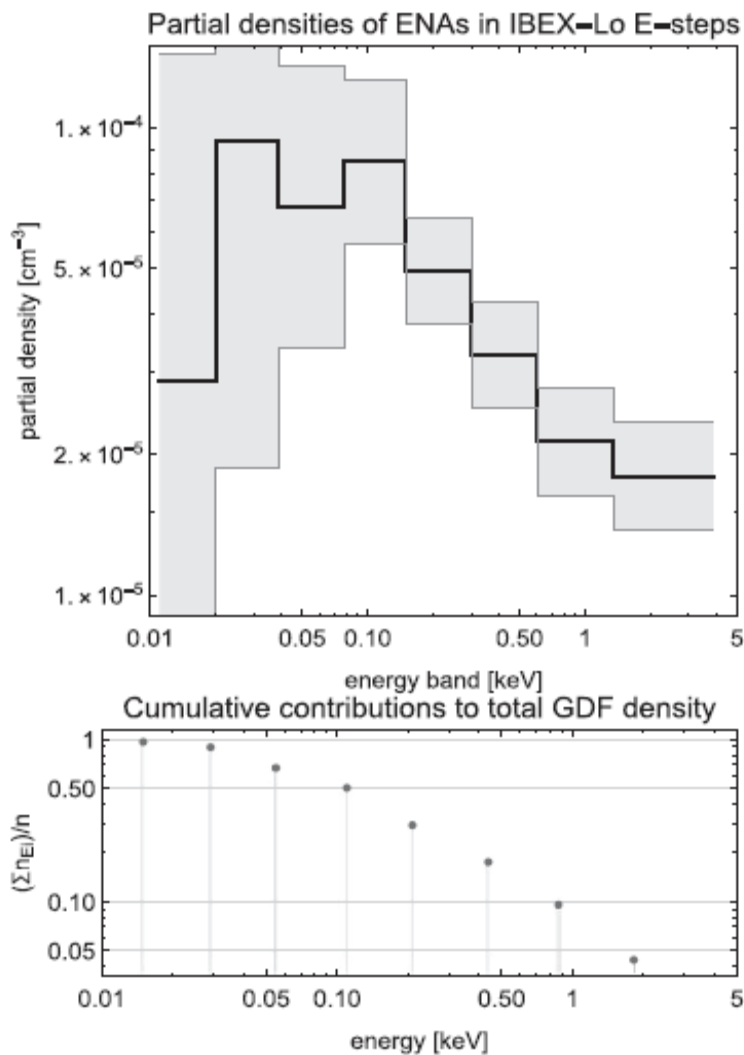 Partial densities of ENAs in IBEX−Lo E−steps
partial density [cm⁻³]
1.×10⁻⁴
5.×10⁻⁵
2.×10⁻⁵
1.×10⁻⁵
0.01 0.05 0.10 0.50 1 5
energy band [keV]
Cumulative contributions to total GDF density
(Σn_Ei)/n
1
0.50
0.10
0.05
0.01 0.05 0.10 0.50 1 5
energy [keV]